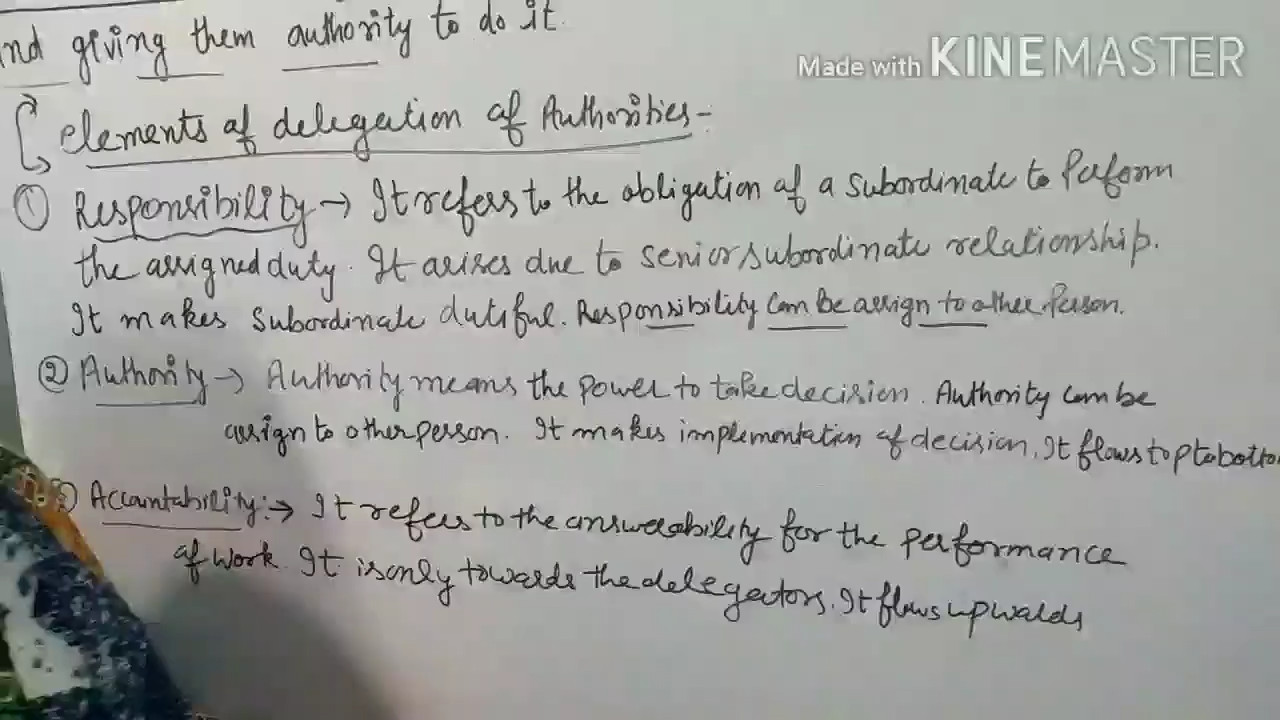 and giving them authority to do it.
Made with KINEMASTER
Elements of delegation of Authorities-
① Responsibility → It refers to the obligation of a subordinate to Perform
the assigned duty. It arises due to senior subordinate relationship.
It makes Subordinate dutiful. Responsibility can be assign to other Person.
② Authority → Authority means the power to take decision. Authority can be
assign to other person. It makes implementation of decision. It flows top to botto
Accountability:→ It refers to the answerability for the performance
of work. It is only towards the delegators. It flows upwards